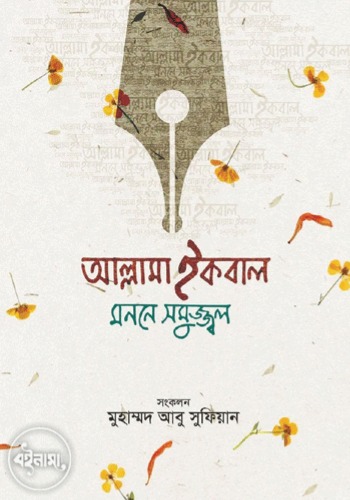 আল্লামা ইকবাল
মননে সমুজ্জ্বল
সংকলন
মুহাম্মদ আবু সুফিয়ান
বইনামা